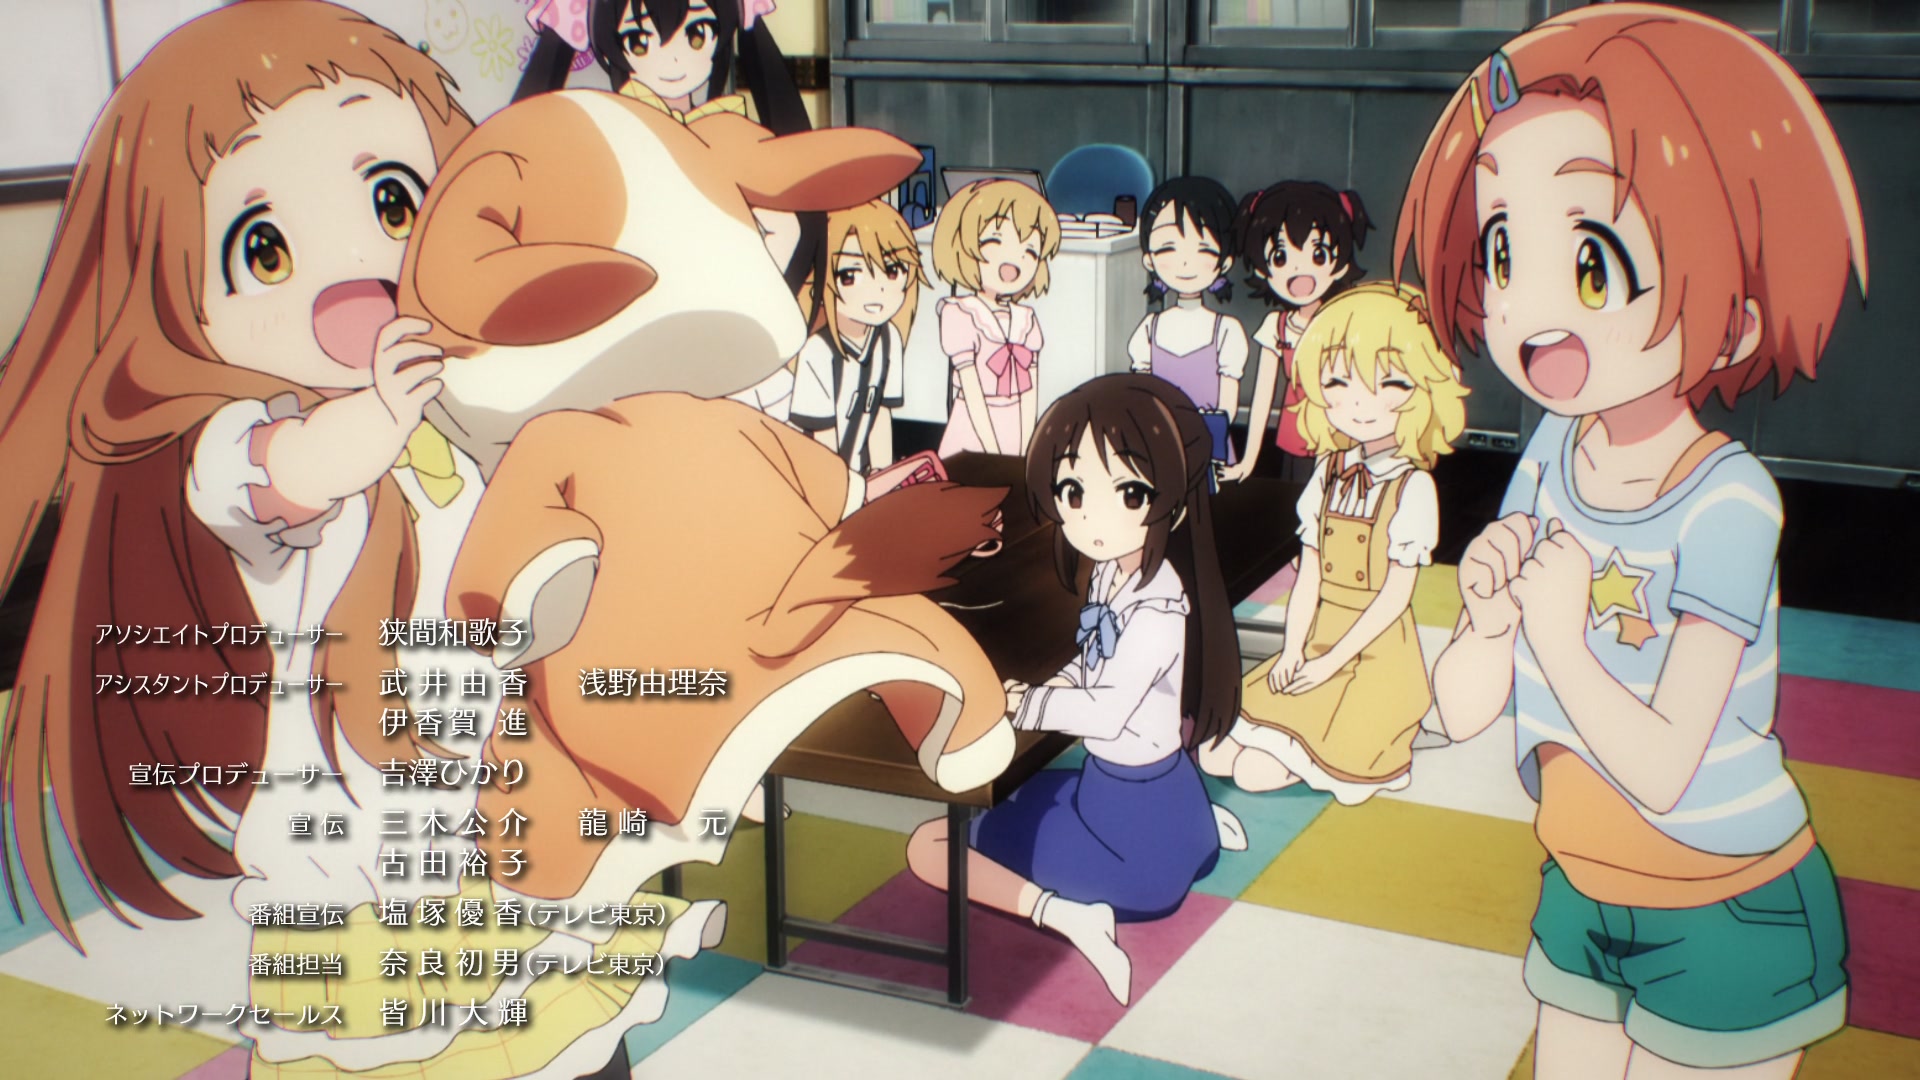 アソシエイトプロデューサー 狭間和歌子
アシスタントプロデューサー 武井由香 浅野由理奈
伊香賀 進
宣伝プロデューサー 吉澤ひかり
宣伝 三木公介 龍崎 元
古田裕子
番組宣伝 塩塚優香(テレビ東京)
番組担当 奈良初男(テレビ東京)
ネットワークセールス 皆川大輝